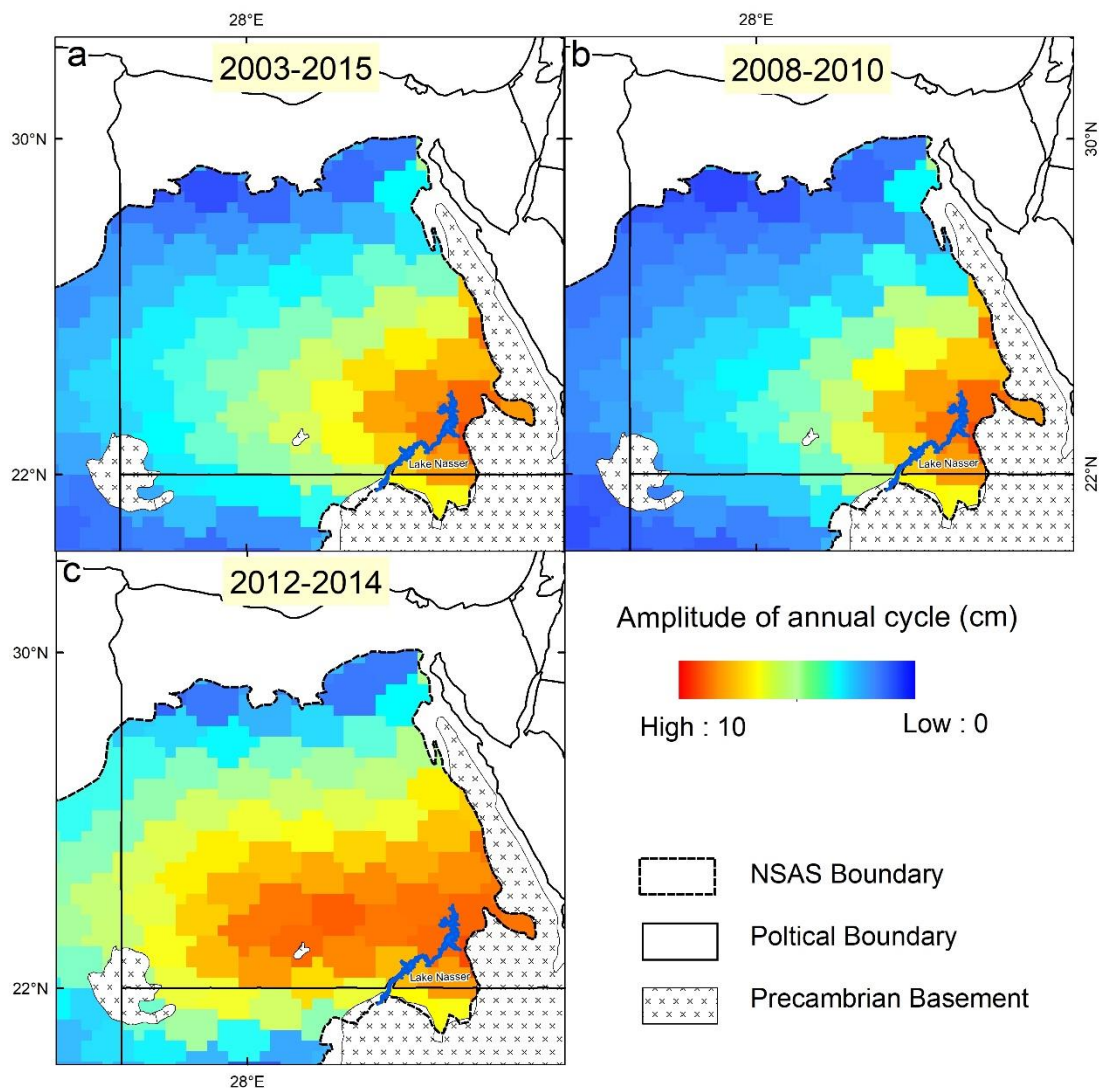 28°E
28°E
a
2003-2015
b
2008-2010
30°N
30°N
Lake Nasser
Lake Nasser
22°N
22°N
c
2012-2014
30°N
Amplitude of annual cycle (cm)
High : 10
Low : 0
NSAS Boundary
Poltical Boundary
Lake Nasser
22°N
Precambrian Basement
28°E